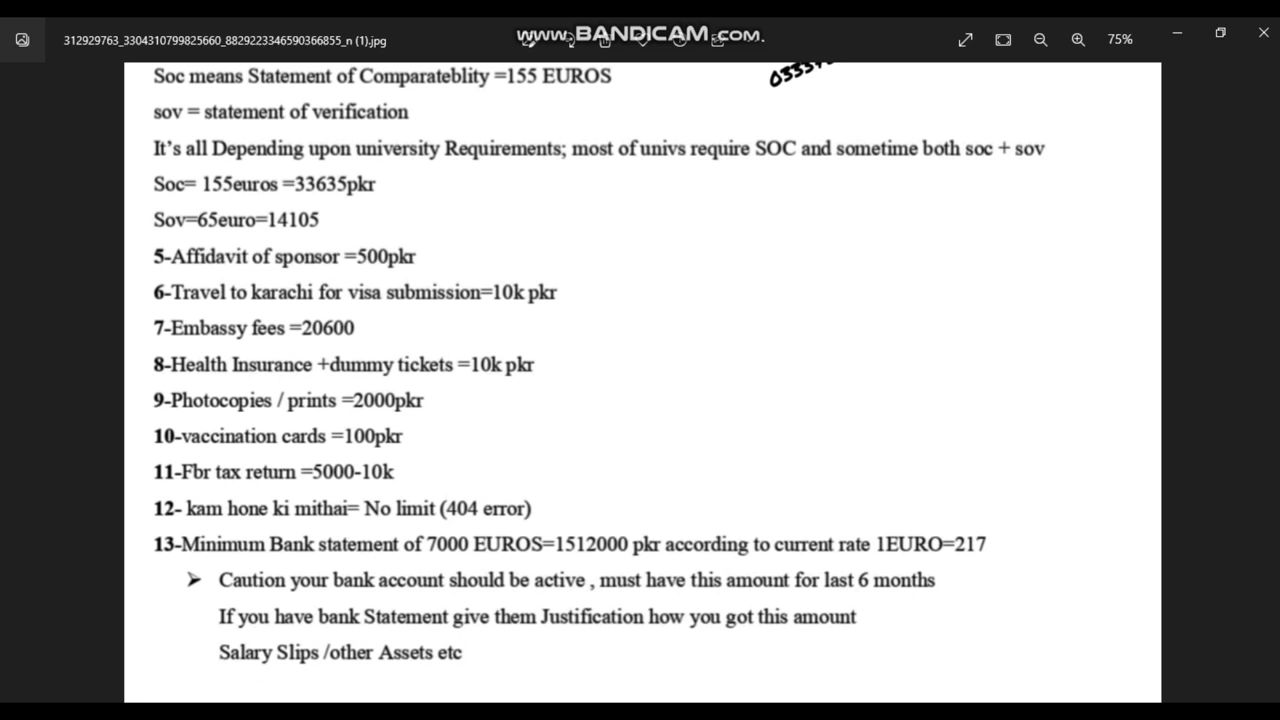 www.BANDICAM.com.
312929763_3304310799825660_8829223346590366855_n (1).jpg
75%
Soc means Statement of Comparateblity =155 EUROS
sov = statement of verification
It's all Depending upon university Requirements; most of univs require SOC and sometime both soc + sov
Soc= 155euros =33635pkr
Sov=65euro=14105
5-Affidavit of sponsor =500pkr
6-Travel to karachi for visa submission=10k pkr
7-Embassy fees =20600
8-Health Insurance +dummy tickets =10k pkr
9-Photocopies / prints =2000pkr
10-vaccination cards =100pkr
11-Fbr tax return =5000-10k
12- kam hone ki mithai= No limit (404 error)
13-Minimum Bank statement of 7000 EUROS=1512000 pkr according to current rate 1EURO=217
➢ Caution your bank account should be active , must have this amount for last 6 months
If you have bank Statement give them Justification how you got this amount
Salary Slips /other Assets etc